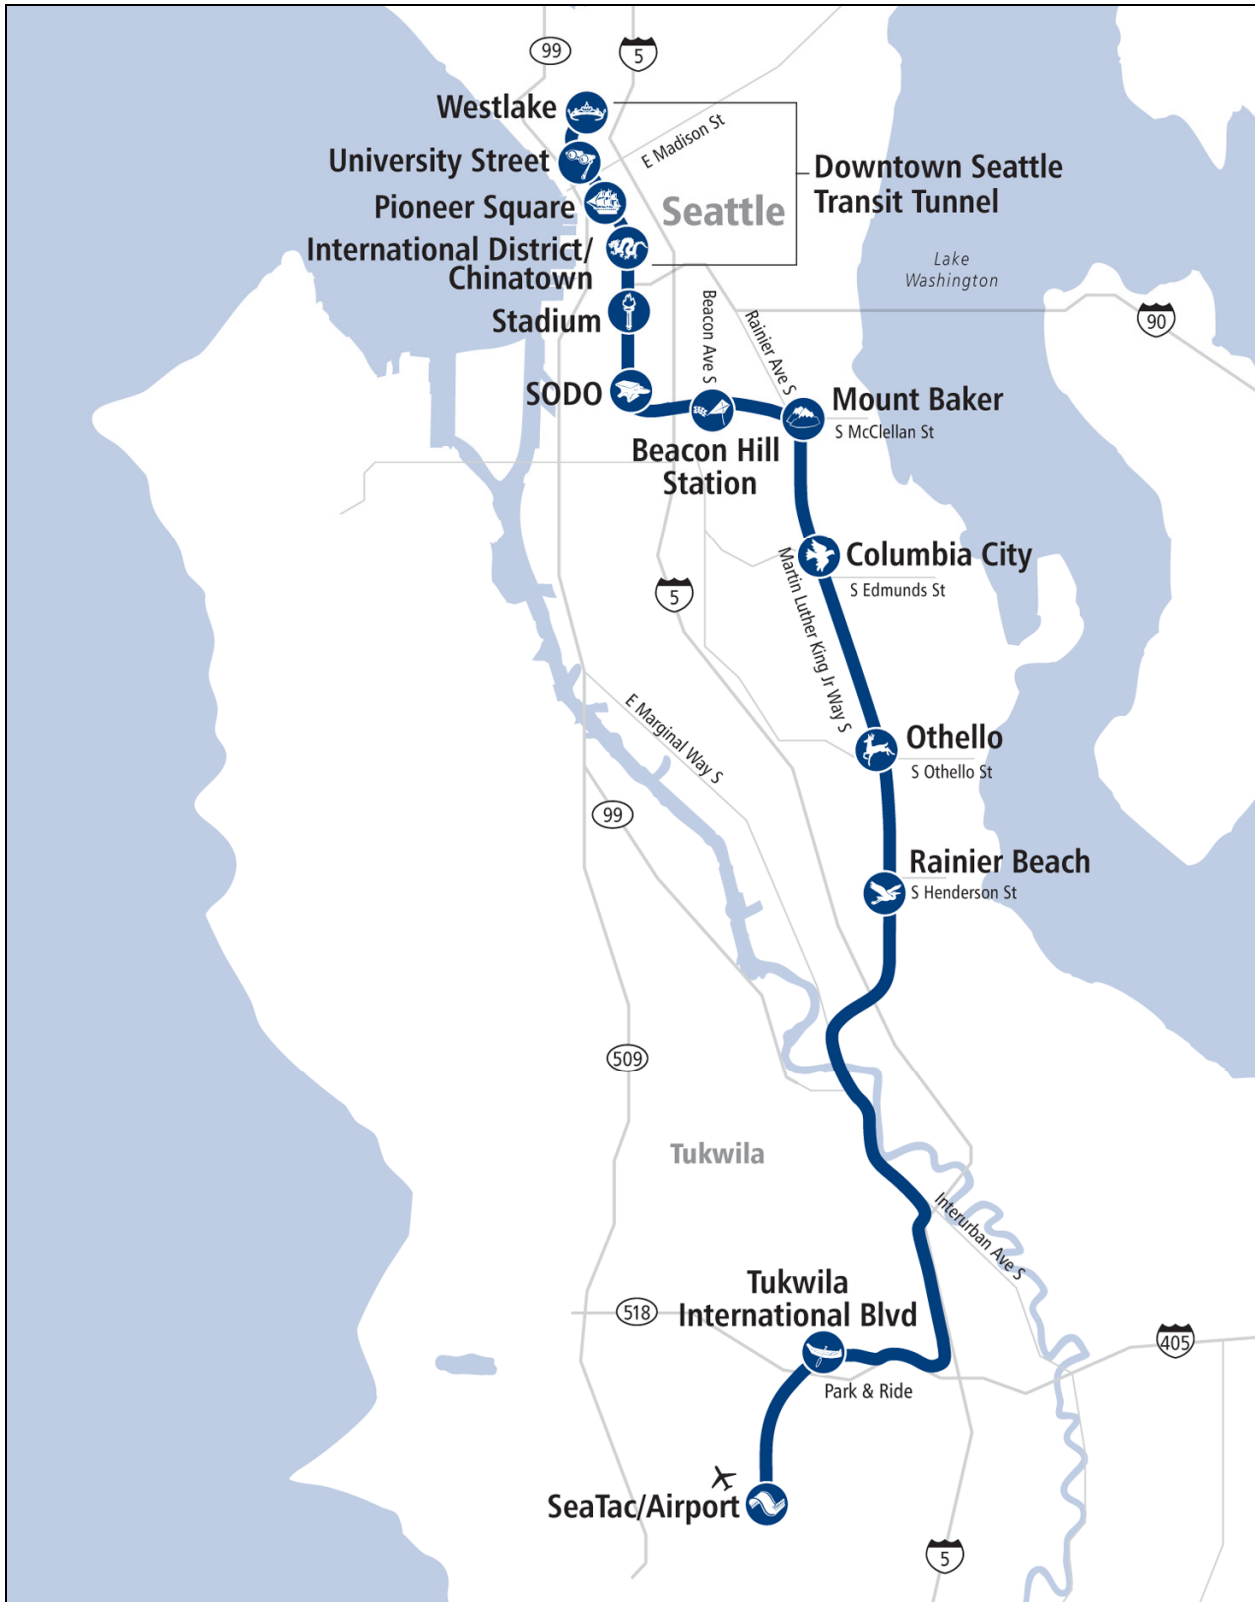 99
5
Westlake
E Madison St
University Street
Downtown Seattle
Transit Tunnel
Pioneer Square
Seattle
International District/
Chinatown
Lake
Washington
Stadium
Beacon Ave S
Rainier Ave S
90
SODO
Mount Baker
S McClellan St
Beacon Hill
Station
Columbia City
S Edmunds St
5
Martin Luther King Jr Way S
E Marginal Way S
Othello
S Othello St
99
Rainier Beach
S Henderson St
509
Tukwila
Interurban Ave S
Tukwila
International Blvd
518
405
Park & Ride
SeaTac/Airport
5